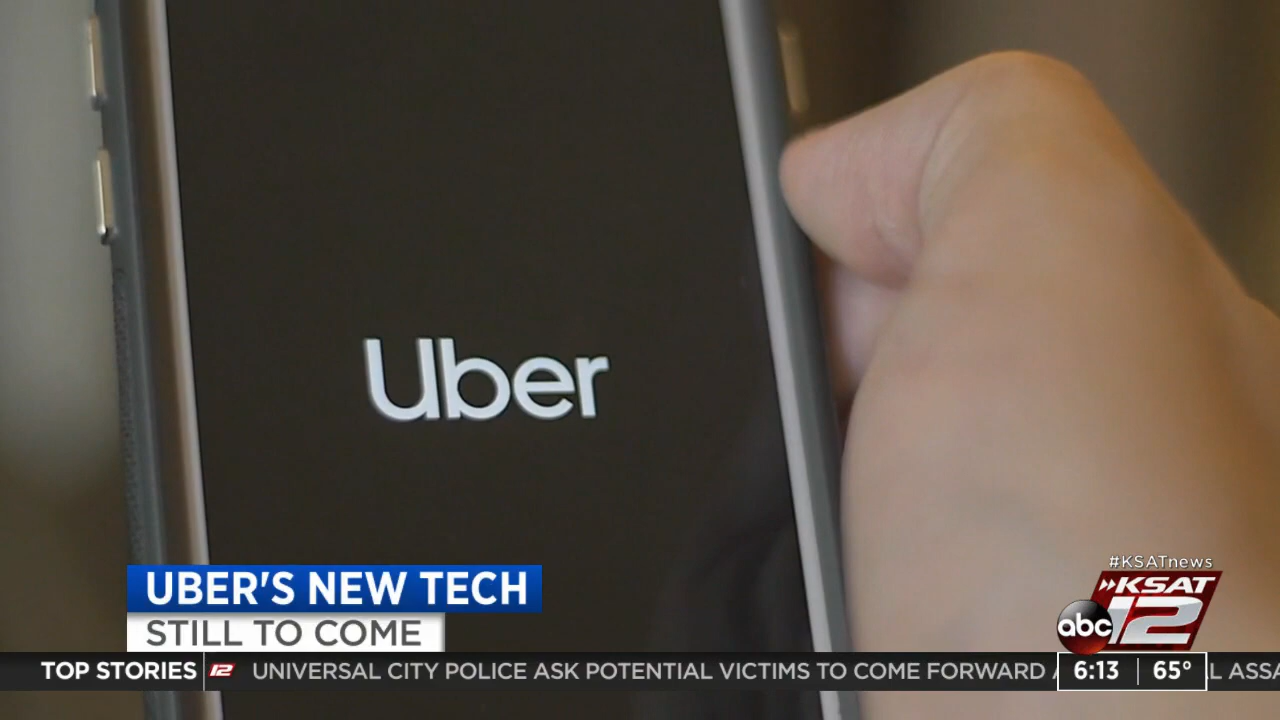 Uber
UBER'S NEW TECH
STILL TO COME
#KSATnews
KSAT
abc 12
TOP STORIES 12 UNIVERSAL CITY POLICE ASK POTENTIAL VICTIMS TO COME FORWARD 6:13 65°